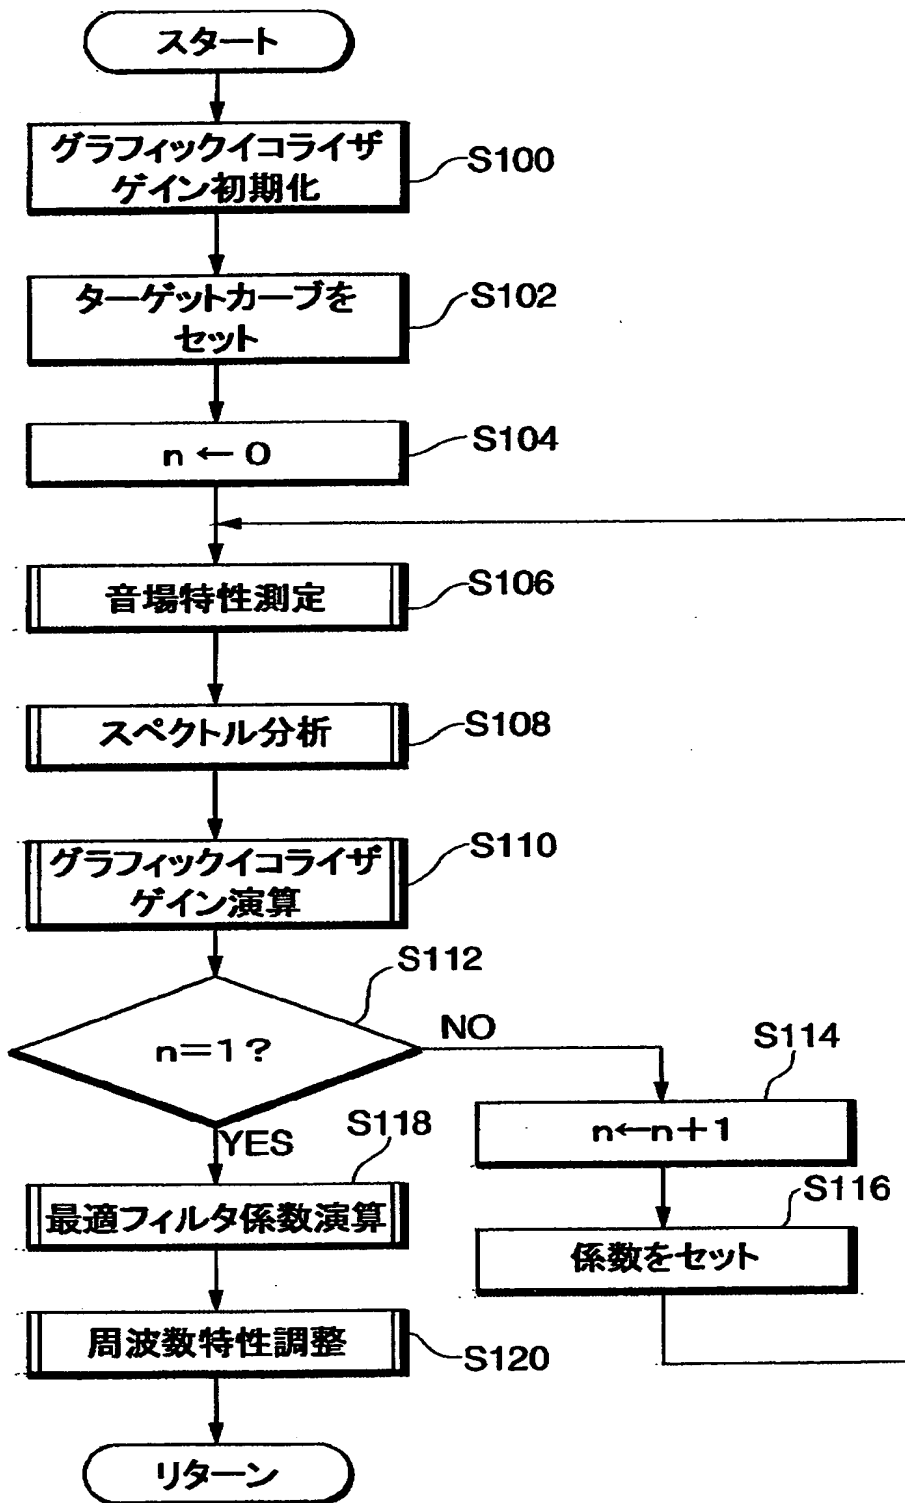 スタート
グラフィックイコライザ
ゲイン初期化
S100
ターゲットカーブを
セット
S102
n ← 0
S104
音場特性測定
S106
スペクトル分析
S108
グラフィックイコライザ
ゲイン演算
S110
n=1?
S112
NO
YES
n←n+1
S114
係数をセット
S116
最適フィルタ係数演算
S118
周波数特性調整
S120
リターン